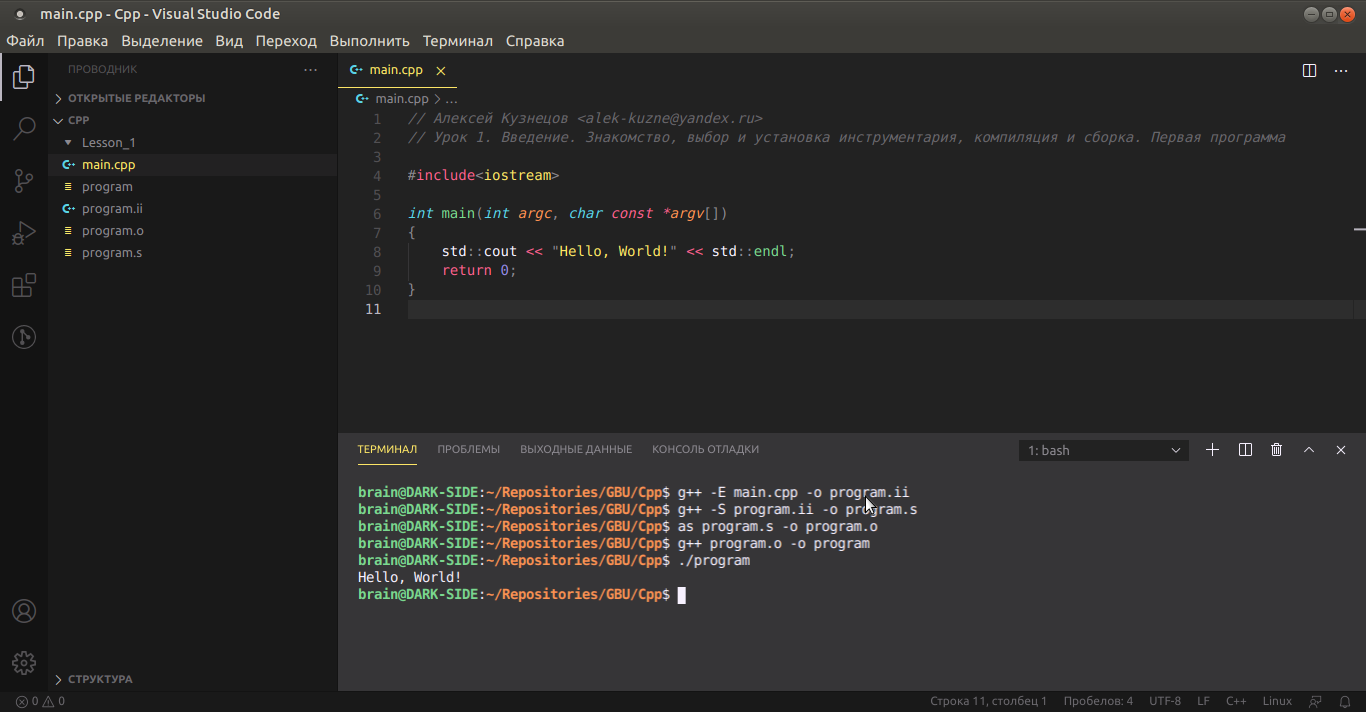 main.cpp - Cpp - Visual Studio Code
Файл Правка Выделение Вид Переход Выполнить Терминал Справка
ПРОВОДНИК
ОТКРЫТЫЕ РЕДАКТОРЫ
CPP
Lesson_1
main.cpp
program
program.ii
program.o
program.s
СТРУКТУРА
main.cpp
main.cpp > ...
1 // Алексей Кузнецов <alek-kuzne@yandex.ru>
2 // Урок 1. Введение. Знакомство, выбор и установка инструментария, компиляция и сборка. Первая программа
3
4 #include<iostream>
5
6 int main(int argc, char const *argv[])
7 {
8     std::cout << "Hello, World!" << std::endl;
9     return 0;
10 }
11
ТЕРМИНАЛ ПРОБЛЕМЫ ВЫХОДНЫЕ ДАННЫЕ КОНСОЛЬ ОТЛАДКИ 1: bash
brain@DARK-SIDE:~/Repositories/GBU/Cpp$ g++ -E main.cpp -o program.ii
brain@DARK-SIDE:~/Repositories/GBU/Cpp$ g++ -S program.ii -o program.s
brain@DARK-SIDE:~/Repositories/GBU/Cpp$ as program.s -o program.o
brain@DARK-SIDE:~/Repositories/GBU/Cpp$ g++ program.o -o program
brain@DARK-SIDE:~/Repositories/GBU/Cpp$ ./program
Hello, World!
brain@DARK-SIDE:~/Repositories/GBU/Cpp$
0 0 Строка 11, столбец 1 Пробелов: 4 UTF-8 LF C++ Linux